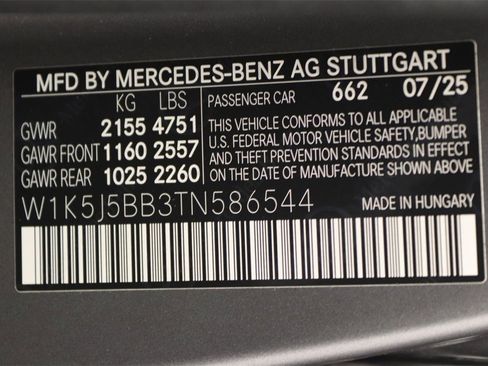 MFD BY MERCEDES-BENZ AG STUTTGART
KG LBS
PASSENGER CAR 662 07/25
GVWR 2155 4751
GAWR FRONT 1160 2557
GAWR REAR 1025 2260
THIS VEHICLE CONFORMS TO ALL APPLICABLE
U.S. FEDERAL MOTOR VEHICLE SAFETY,BUMPER
AND THEFT PREVENTION STANDARDS IN EFFECT
ON THE DATE OF MANUFACTURE SHOWN ABOVE.
W1K5J5BB3TN586544
MADE IN HUNGARY